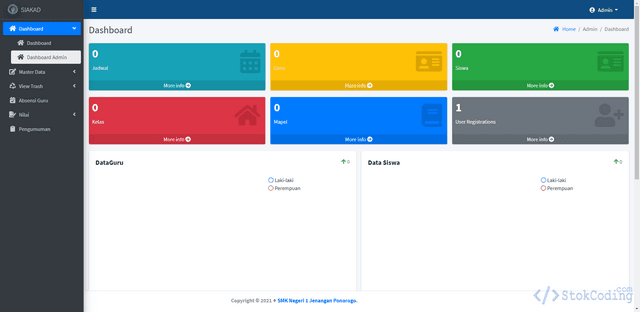 SIAKAD
Admin
Dashboard
Dashboard
Dashboard Admin
Master Data
View Trash
Absensi Guru
Nilai
Pengumuman
Dashboard
Home / Admin / Dashboard
0
Jadwal
More info
0
Guru
More info
0
Siswa
More info
0
Kelas
More info
0
Mapel
More info
1
User Registrations
More info
DataGuru
0
Laki-laki
Perempuan
Data Siswa
0
Laki-laki
Perempuan
Copyright © 2021 ♦ SMK Negeri 1 Jenangan Ponorogo.
</> StokCoding.com